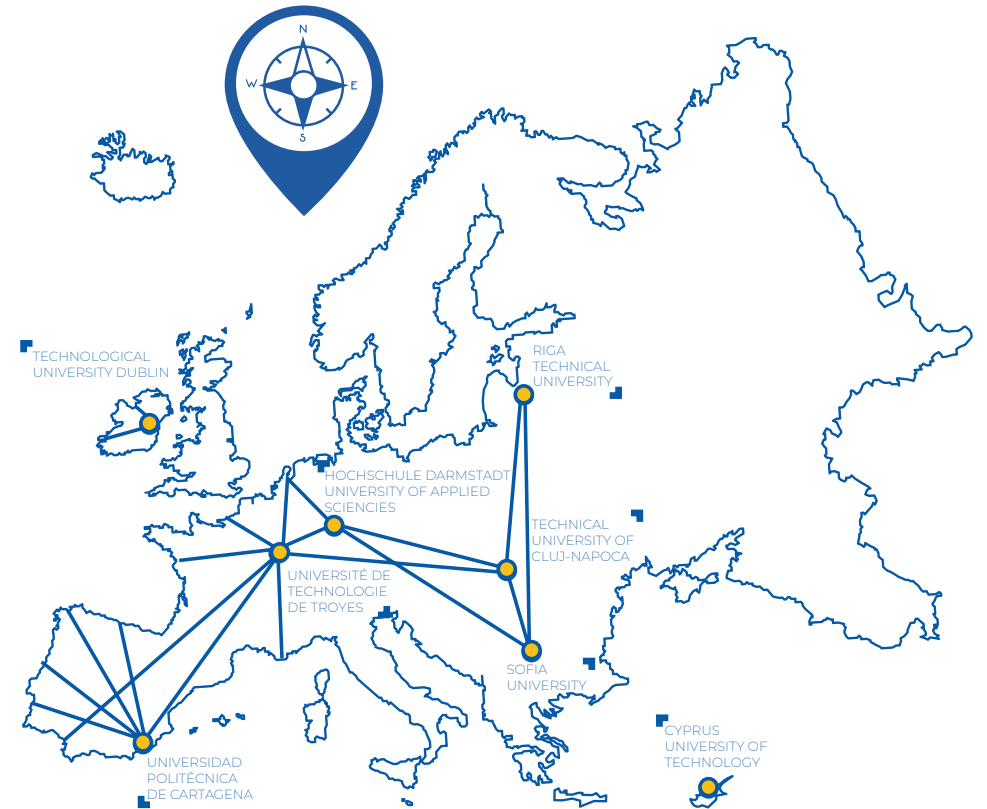 N
W
E
S
TECHNOLOGICAL
UNIVERSITY DUBLIN
RIGA
TECHNICAL
UNIVERSITY
HOCHSCHULE DARMSTADT
UNIVERSITY OF APPLIED
SCIENCIES
TECHNICAL
UNIVERSITY OF
CLUJ-NAPOCA
UNIVERSITÉ DE
TECHNOLOGIE
DE TROYES
SOFIA
UNIVERSITY
CYPRUS
UNIVERSITY OF
TECHNOLOGY
UNIVERSIDAD
POLITÉCNICA
DE CARTAGENA